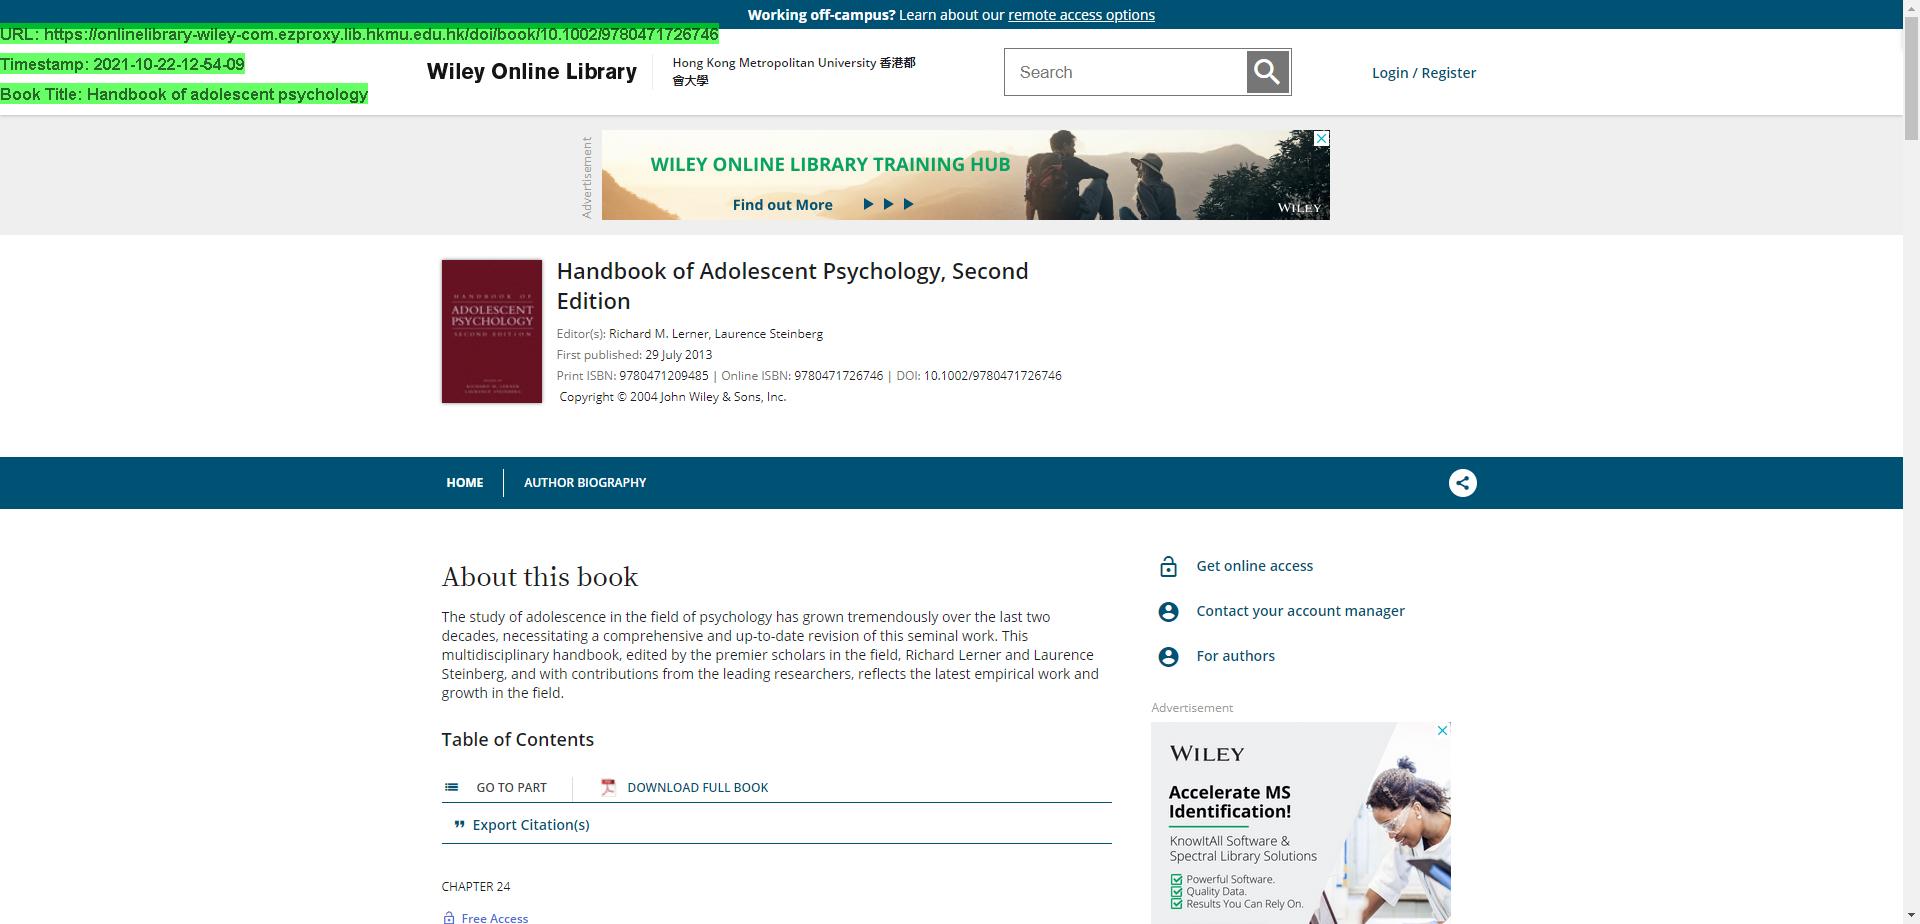 Working off-campus? Learn about our remote access options
URL: https://onlinelibrary-wiley-com.ezproxy.lib.hkmu.edu.hk/doi/book/10.1002/9780471726746
Timestamp: 2021-10-22-12-54-09
Book Title: Handbook of adolescent psychology
Wiley Online Library
Hong Kong Metropolitan University 香港都
會大學
Search
Login / Register
Advertisement
WILEY ONLINE LIBRARY TRAINING HUB
Find out More
WILEY
HANDBOOK OF
ADOLESCENT
PSYCHOLOGY
SECOND EDITION
EDITED BY
RICHARD M. LERNER
LAURENCE STEINBERG
Handbook of Adolescent Psychology, Second
Edition
Editor(s): Richard M. Lerner, Laurence Steinberg
First published: 29 July 2013
Print ISBN: 9780471209485 | Online ISBN: 9780471726746 | DOI: 10.1002/9780471726746
Copyright © 2004 John Wiley & Sons, Inc.
HOME
AUTHOR BIOGRAPHY
About this book
The study of adolescence in the field of psychology has grown tremendously over the last two
decades, necessitating a comprehensive and up-to-date revision of this seminal work. This
multidisciplinary handbook, edited by the premier scholars in the field, Richard Lerner and Laurence
Steinberg, and with contributions from the leading researchers, reflects the latest empirical work and
growth in the field.
Table of Contents
GO TO PART
DOWNLOAD FULL BOOK
Export Citation(s)
CHAPTER 24
Free Access
Get online access
Contact your account manager
For authors
Advertisement
WILEY
Accelerate MS
Identification!
KnowItAll Software &
Spectral Library Solutions
Powerful Software.
Quality Data.
Results You Can Rely On.